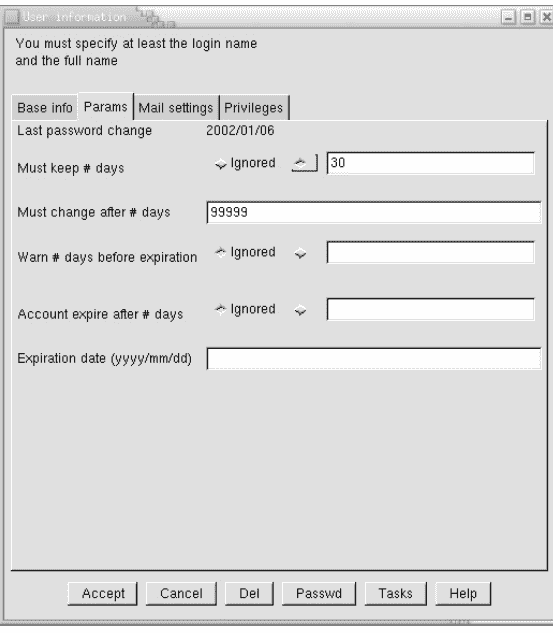 User information
You must specify at least the login name
and the full name
Base info Params Mail settings Privileges
Last password change 2002/01/06
Must keep # days Ignored 30
Must change after # days 99999
Warn # days before expiration Ignored
Account expire after # days Ignored
Expiration date (yyyy/mm/dd)
Accept Cancel Del Passwd Tasks Help